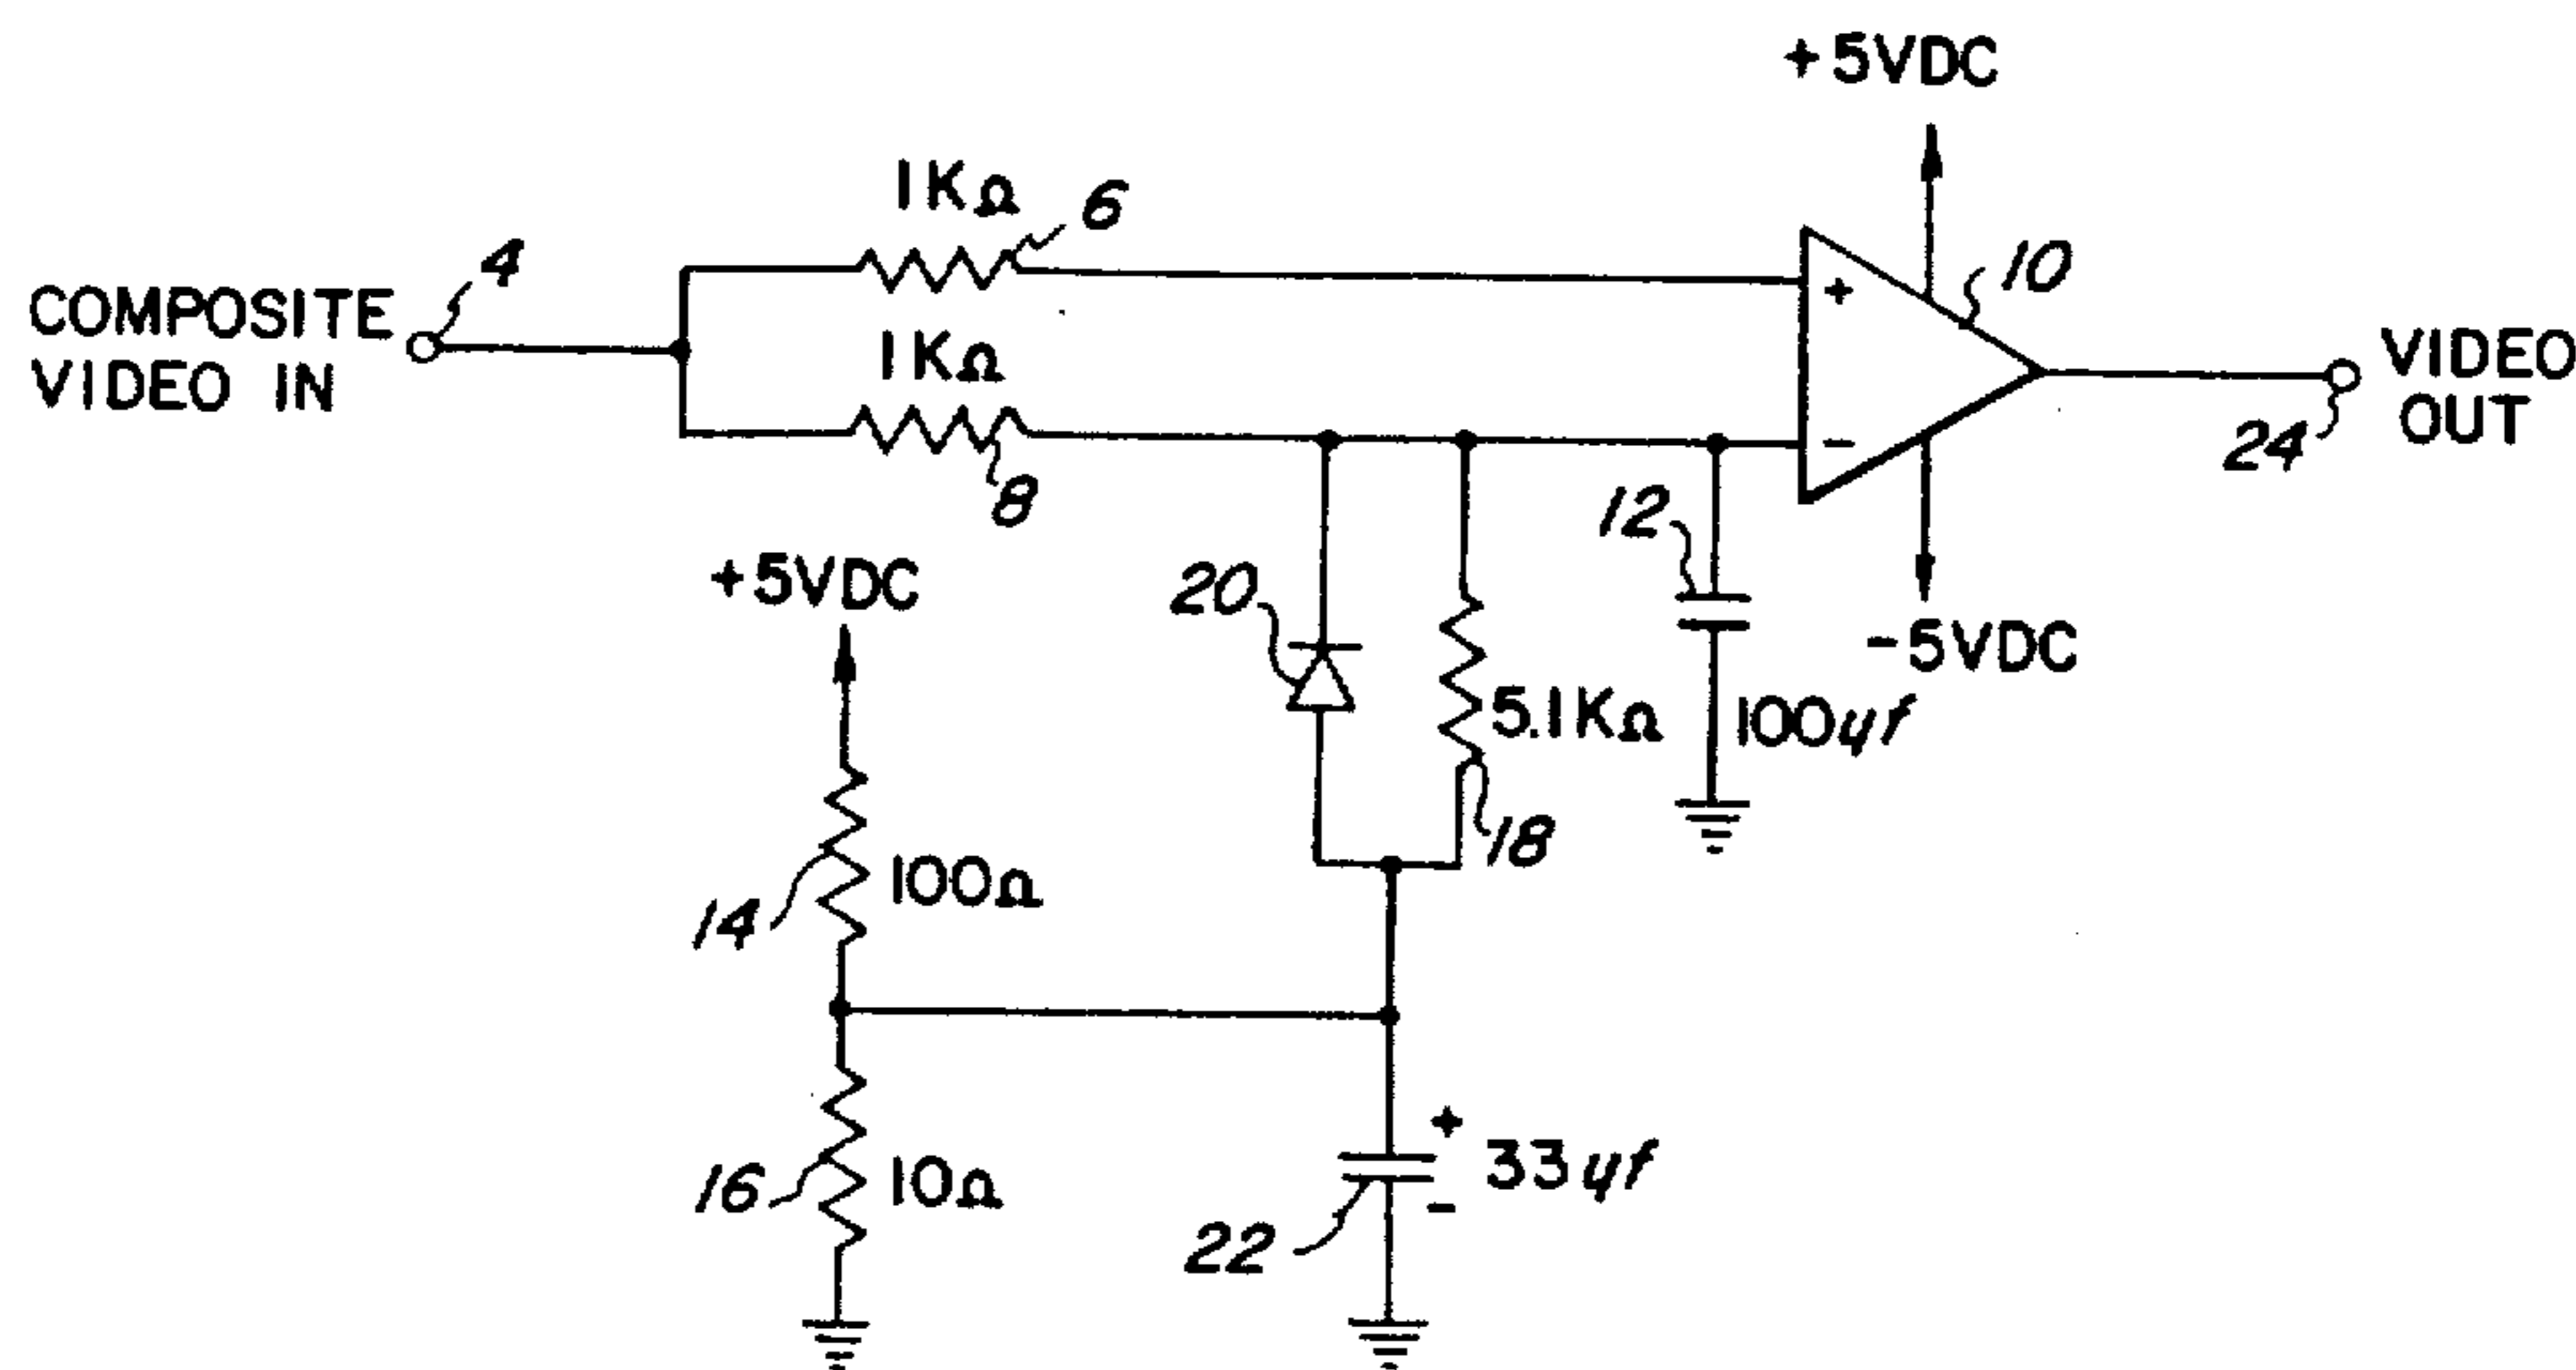 +5VDC
1KΩ
6
4
10
COMPOSITE
VIDEO IN
+
1KΩ
VIDEO
OUT
-
24
8
12
+5VDC
20
-5VDC
5.1KΩ
100µf
18
14
100Ω
+
33µf
16
10Ω
-
22